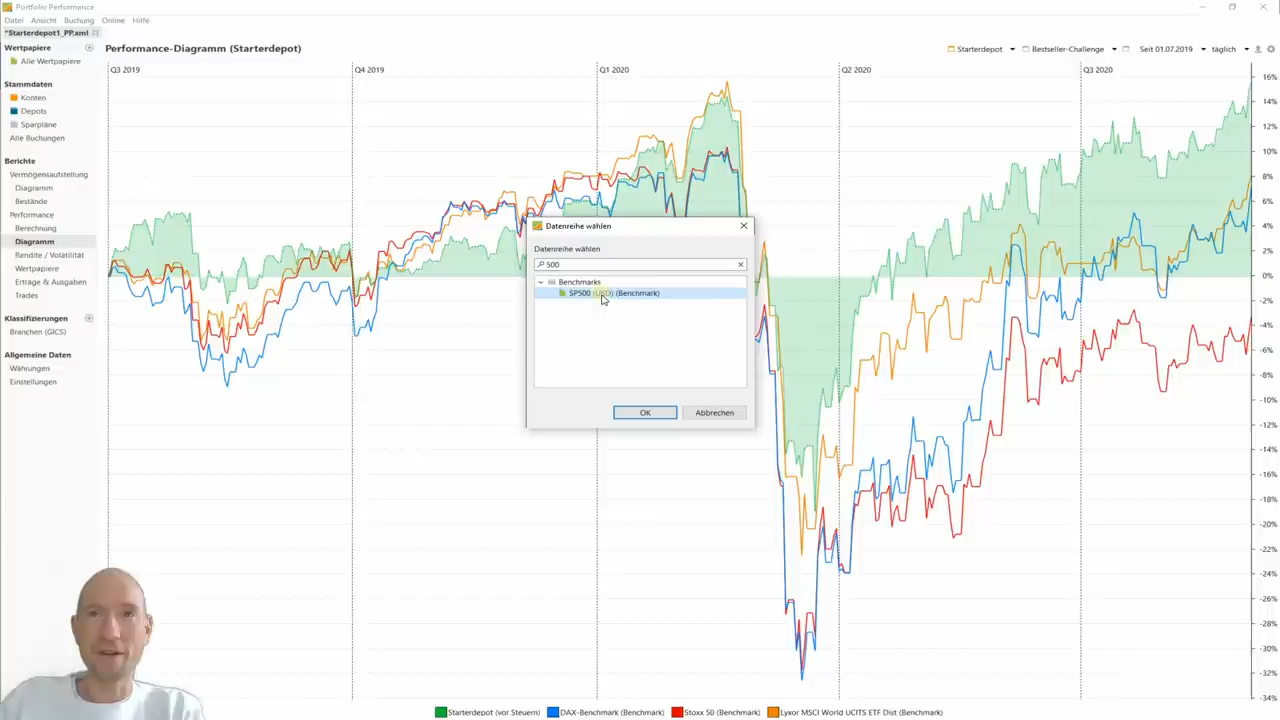 Portfolio Performance
Datei Ansicht Buchung Online Hilfe
*Starterdepot1_PP.xml
Wertpapiere
Alle Wertpapiere
Stammdaten
Konten
Depots
Sparpläne
Alle Buchungen
Berichte
Vermögensaufstellung
Diagramm
Bestände
Performance
Berechnung
Diagramm
Rendite / Volatilität
Wertpapiere
Erträge & Ausgaben
Trades
Klassifizierungen
Branchen (GICS)
Allgemeine Daten
Währungen
Einstellungen
Performance-Diagramm (Starterdepot)
Starterdepot Bestseller-Challenge Seit 01.07.2019 täglich
Q3 2019 Q4 2019 Q1 2020 Q2 2020 Q3 2020
16%
14%
12%
10%
8%
6%
4%
2%
0%
-2%
-4%
-6%
-8%
-10%
-12%
-14%
-16%
-18%
-20%
-22%
-24%
-26%
-28%
-30%
-32%
-34%
Datenreihe wählen
Datenreihe wählen
500
Benchmarks
SP500 (USD) (Benchmark)
OK Abbrechen
Starterdepot (vor Steuern) DAX-Benchmark (Benchmark) Stoxx 50 (Benchmark) Lyxor MSCI World UCITS ETF Dist (Benchmark)